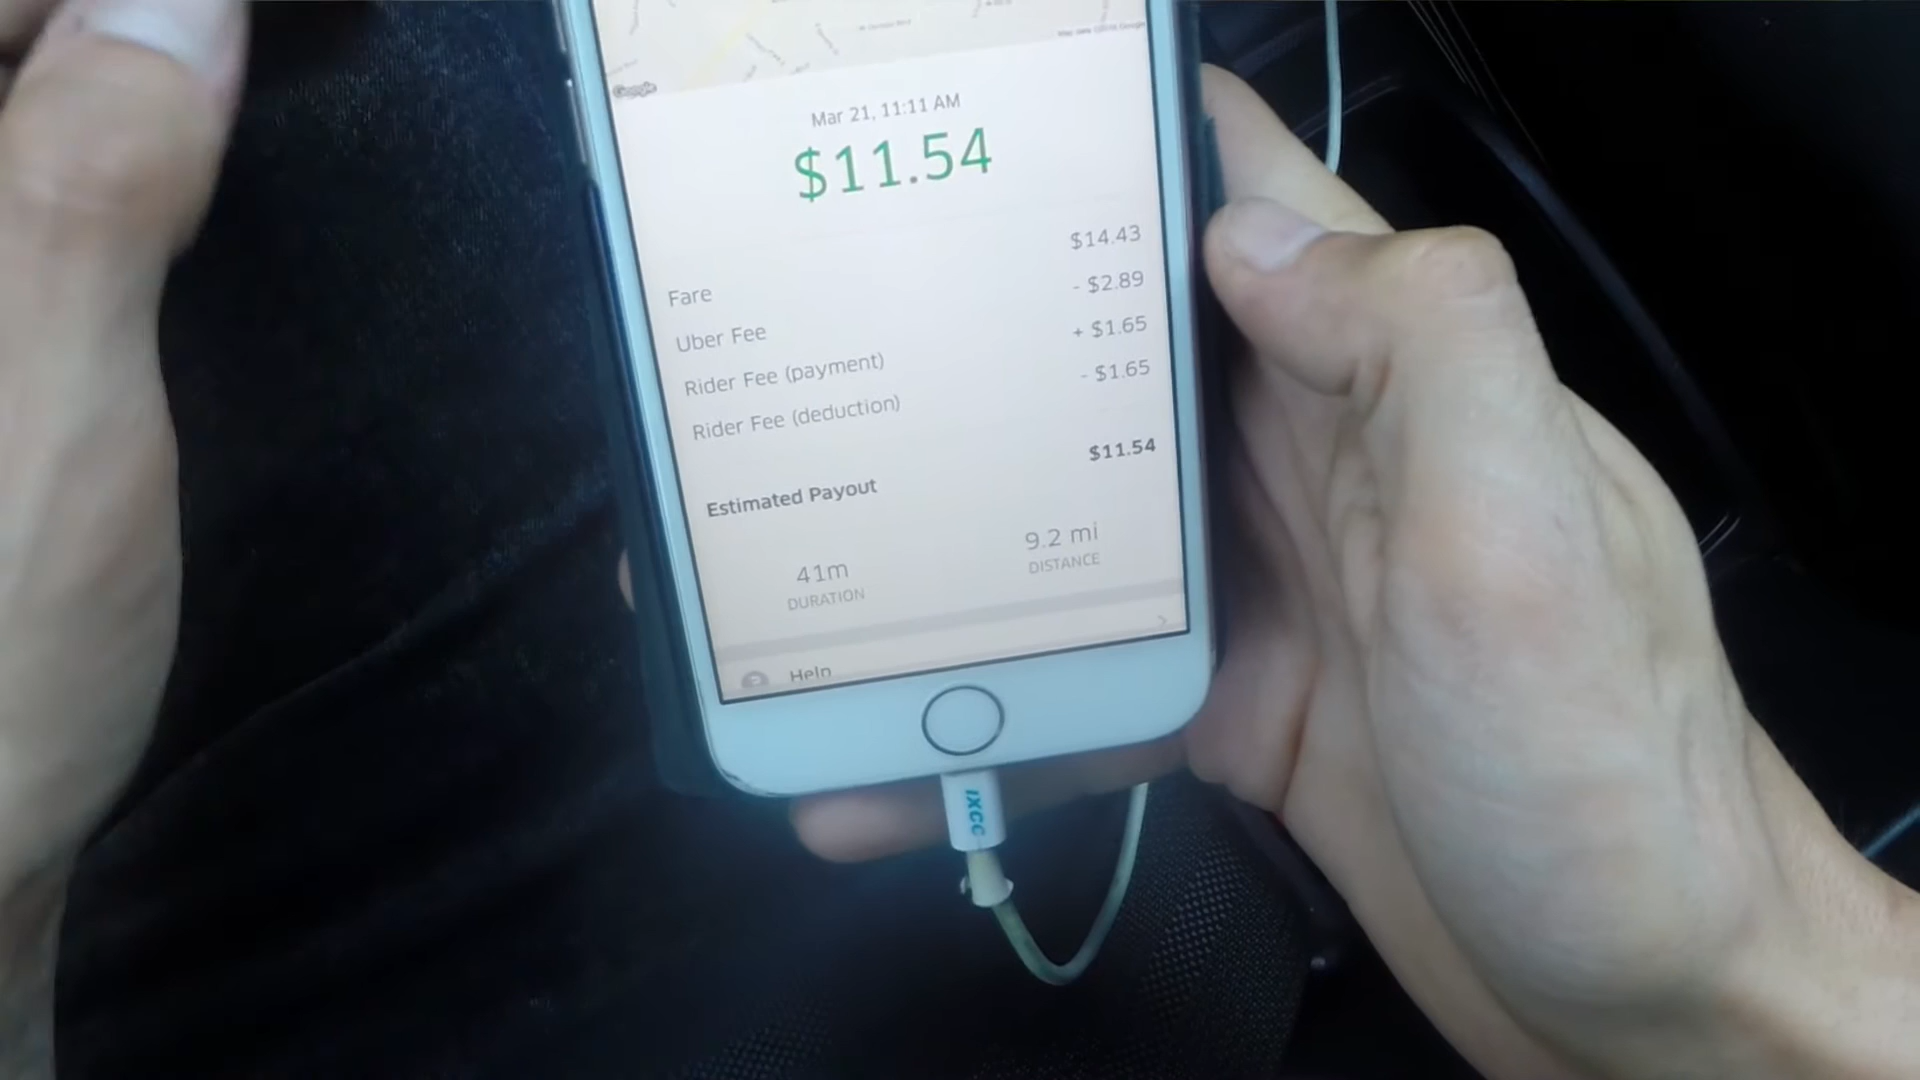 Google
Mar 21, 11:11 AM
$11.54
Fare $14.43
Uber Fee - $2.89
Rider Fee (payment) + $1.65
Rider Fee (deduction) - $1.65
Estimated Payout $11.54
41m 9.2 mi
DURATION DISTANCE
Help
iXCC